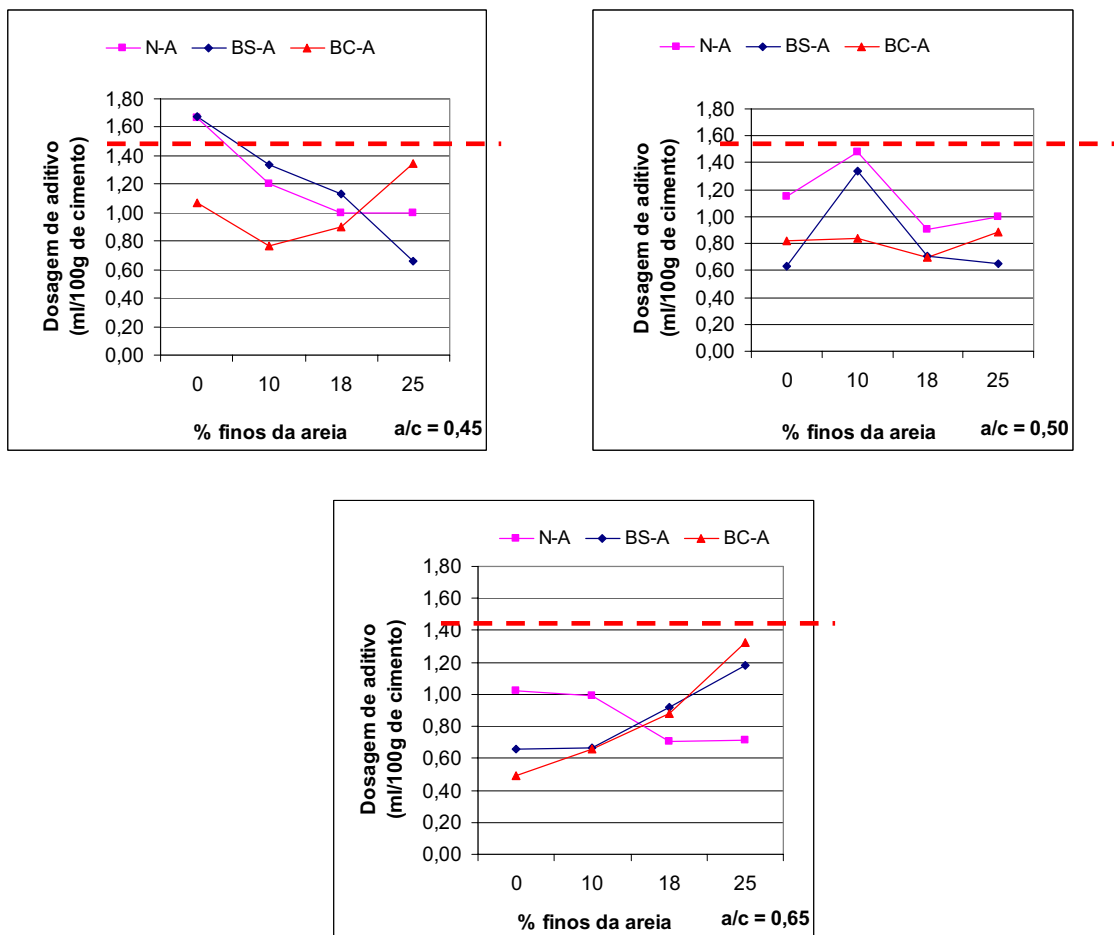 N-A BS-A BC-A
1,80
1,60
1,40
1,20
1,00
0,80
0,60
0,40
0,20
0,00
Dosagem de aditivo
(ml/100g de cimento)
0 10 18 25
% finos da areia a/c = 0,45
N-A BS-A BC-A
1,80
1,60
1,40
1,20
1,00
0,80
0,60
0,40
0,20
0,00
Dosagem de aditivo
(ml/100g de cimento)
0 10 18 25
% finos da areia a/c = 0,50
N-A BS-A BC-A
1,80
1,60
1,40
1,20
1,00
0,80
0,60
0,40
0,20
0,00
Dosagem de aditivo
(ml/100g de cimento)
0 10 18 25
% finos da areia a/c = 0,65